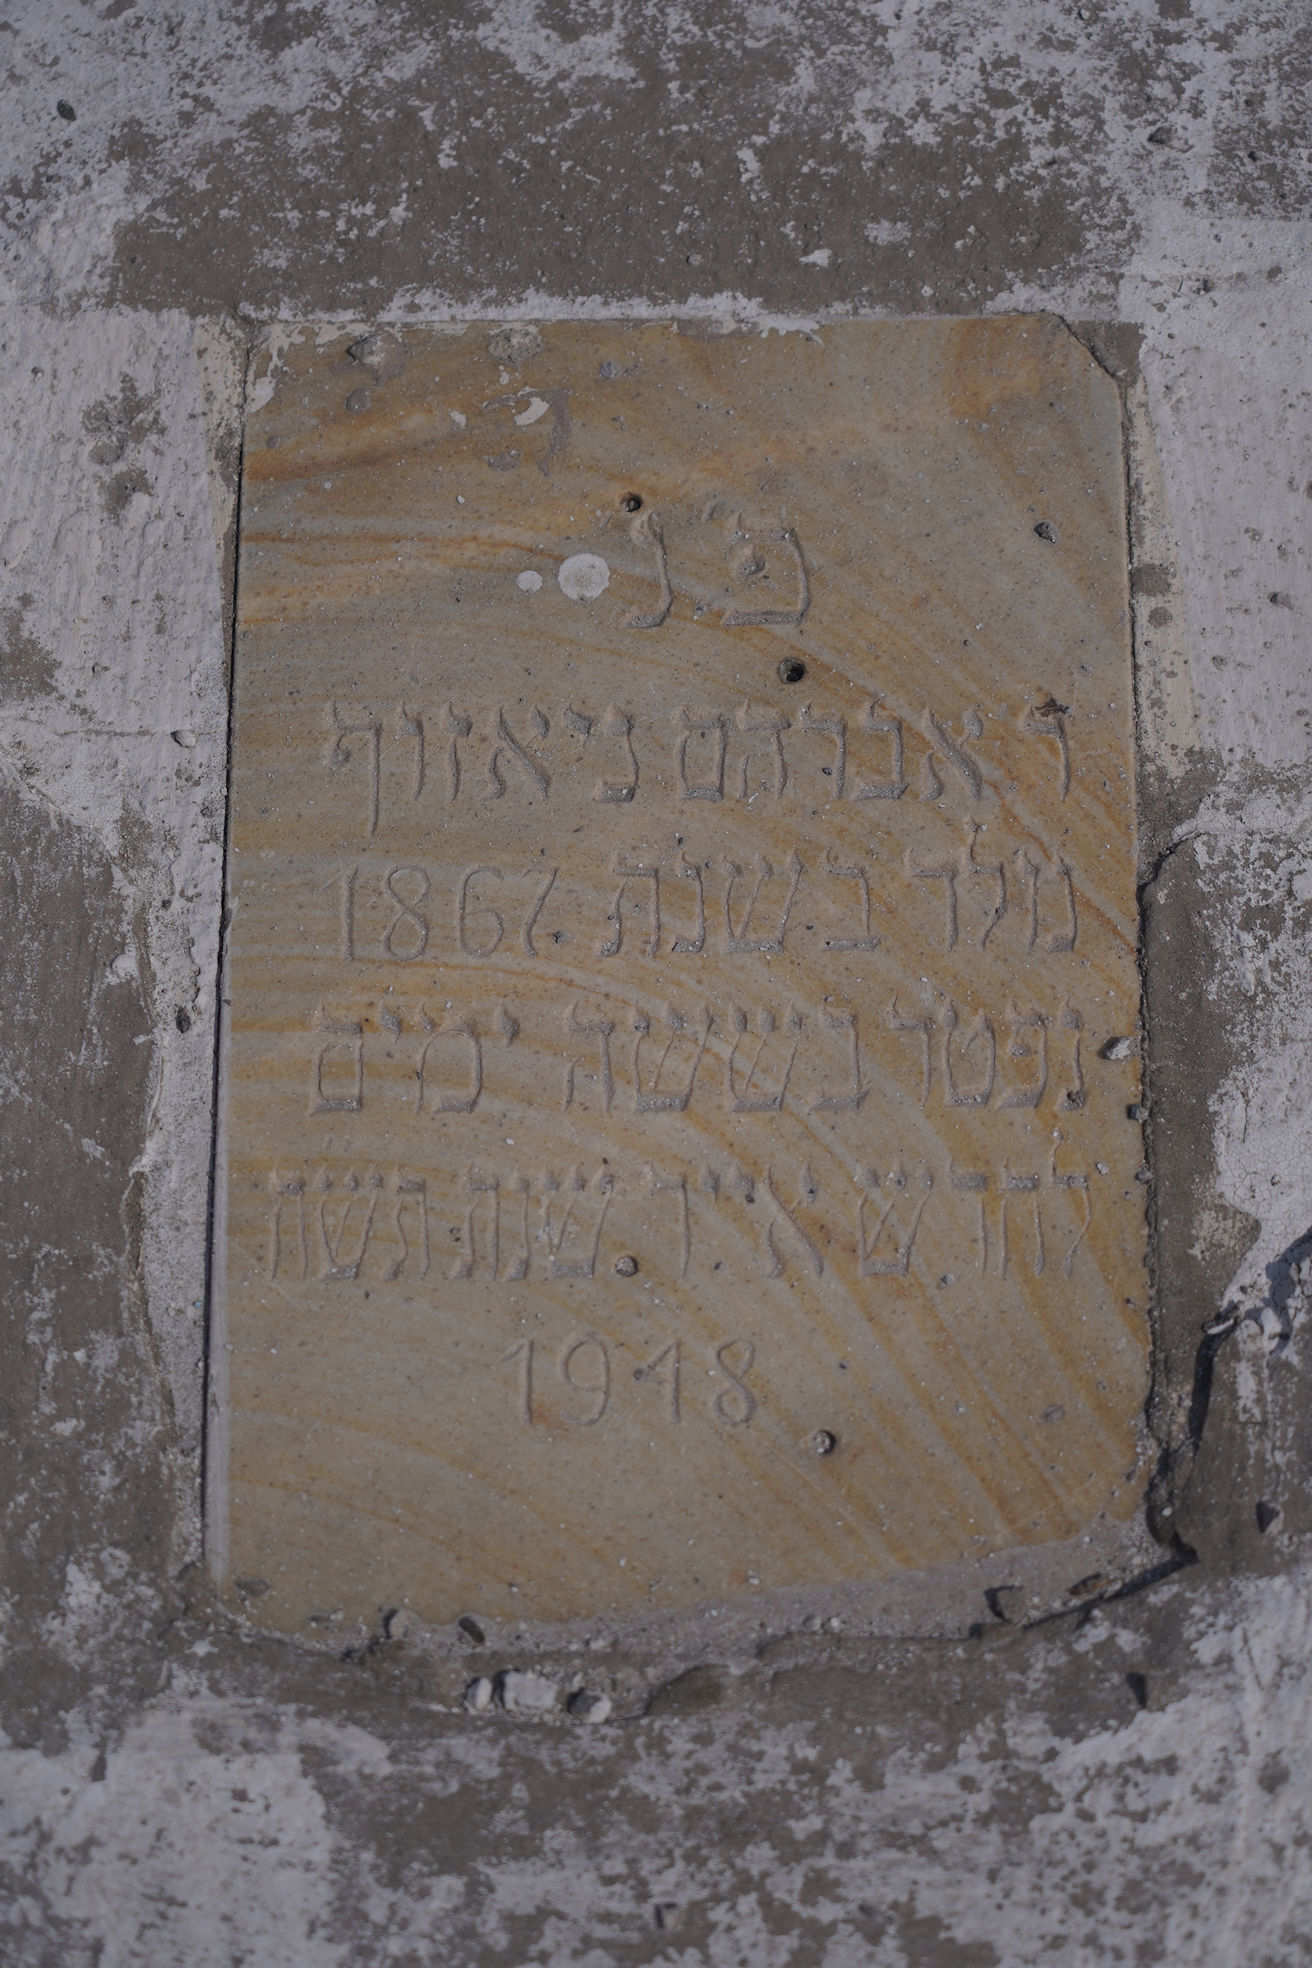 פ נ
ר אברהם ניאזוף
נולד בשנת 1867
נפטר בששה ימים
לחדש אייר שנת תשח
1948